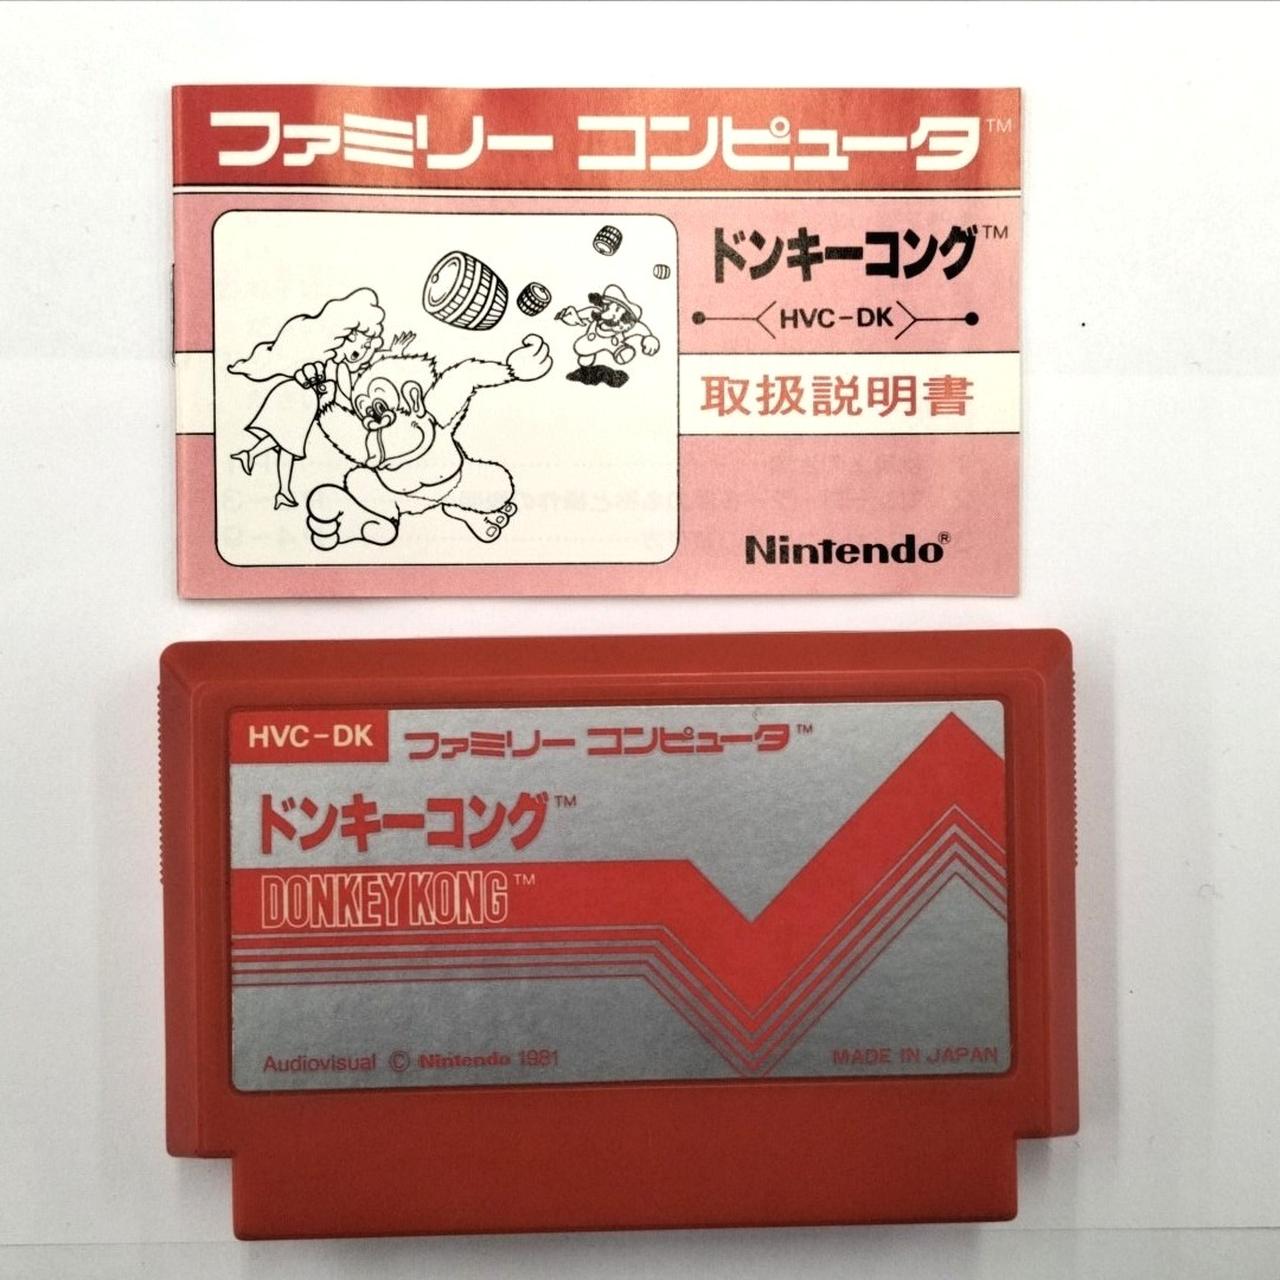 ファミリー コンピュータ™
ドンキーコング™
HVC-DK
取扱説明書
Nintendo®
HVC-DK
ファミリー コンピュータ™
ドンキーコング™
DONKEY KONG™
Audiovisual © Nintendo 1981
MADE IN JAPAN